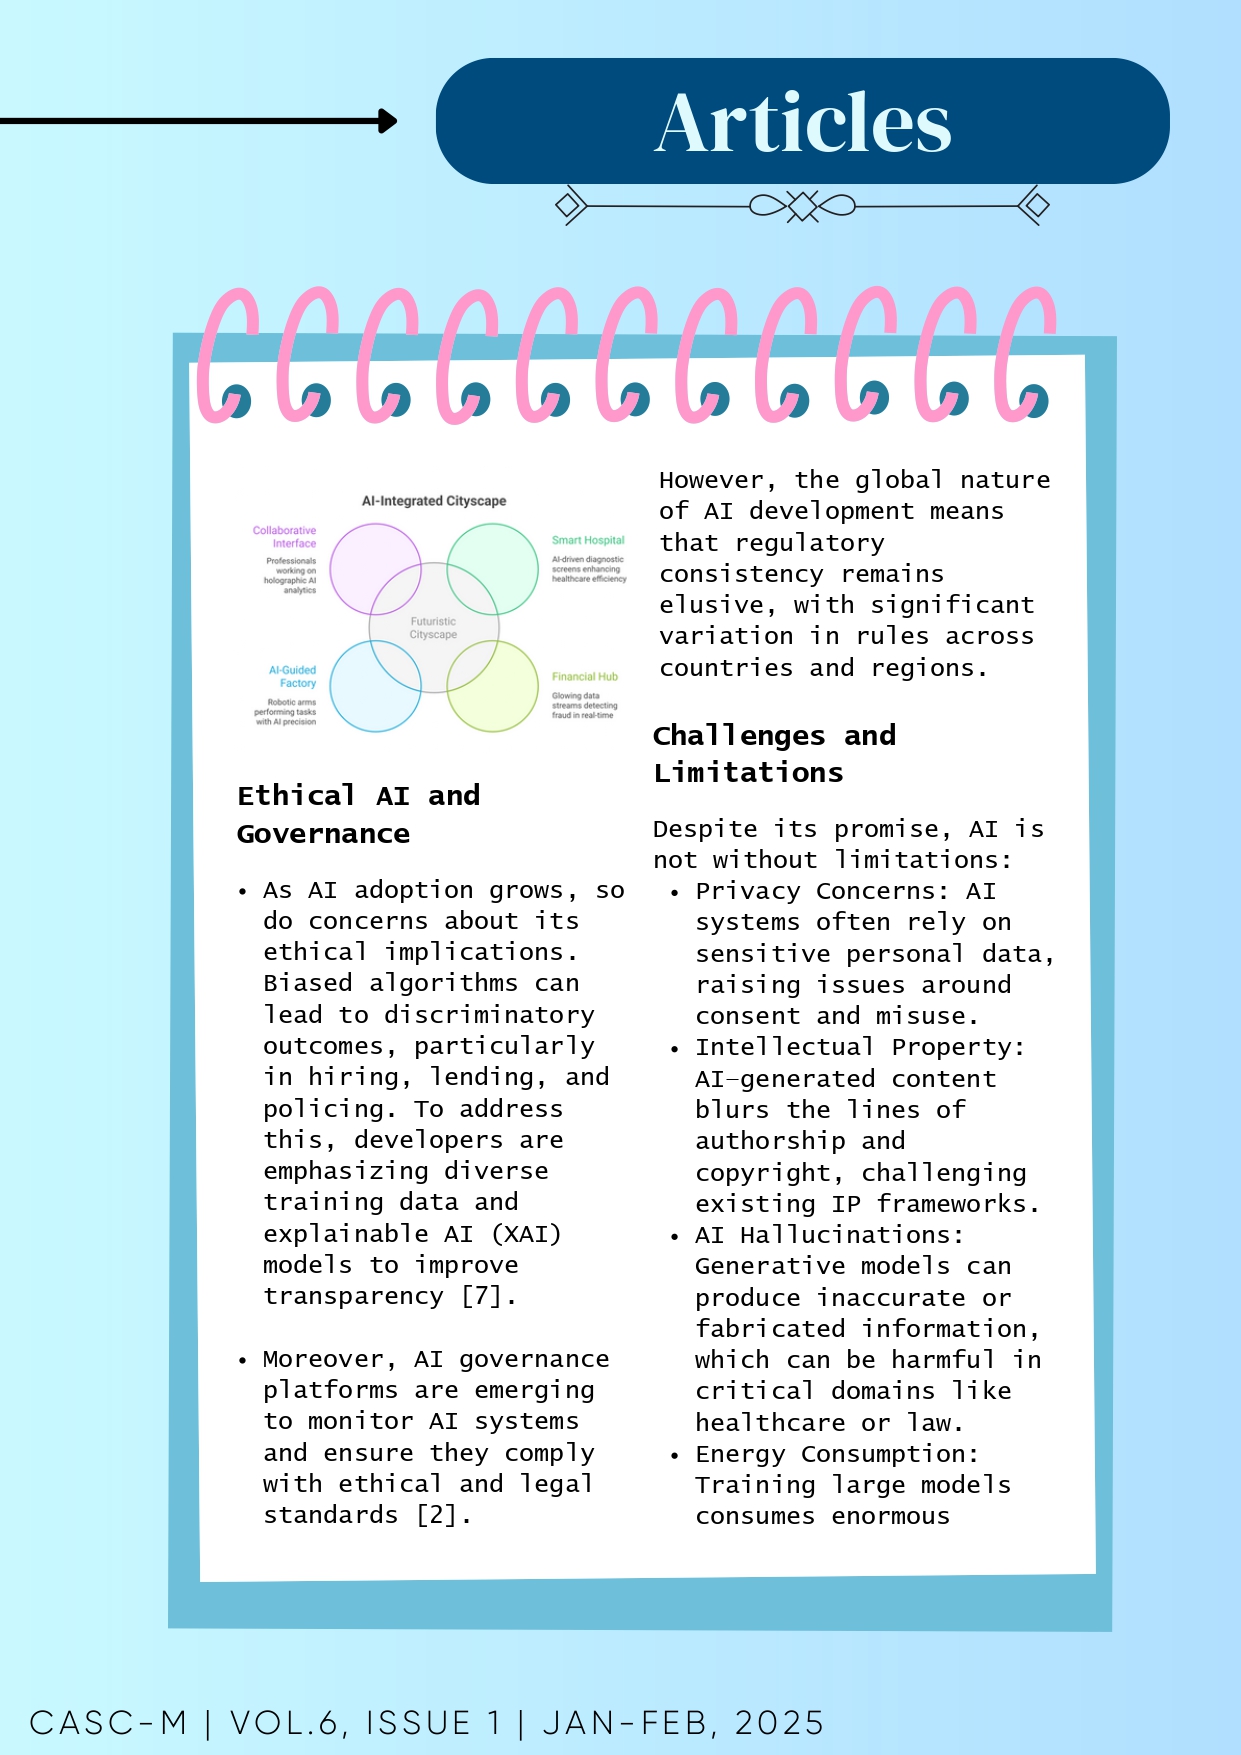 Articles
AI-Integrated Cityscape
Collaborative
Interface
Professionals
working on
holographic AI
analytics
Smart Hospital
AI-driven diagnostic
screens enhancing
healthcare efficiency
Futuristic
Cityscape
AI-Guided
Factory
Robotic arms
performing tasks
with AI precision
Financial Hub
Glowing data
streams detecting
fraud in real-time
Ethical AI and
Governance
• As AI adoption grows, so
do concerns about its
ethical implications.
Biased algorithms can
lead to discriminatory
outcomes, particularly
in hiring, lending, and
policing. To address
this, developers are
emphasizing diverse
training data and
explainable AI (XAI)
models to improve
transparency [7].
• Moreover, AI governance
platforms are emerging
to monitor AI systems
and ensure they comply
with ethical and legal
standards [2].
However, the global nature
of AI development means
that regulatory
consistency remains
elusive, with significant
variation in rules across
countries and regions.
Challenges and
Limitations
Despite its promise, AI is
not without limitations:
• Privacy Concerns: AI
systems often rely on
sensitive personal data,
raising issues around
consent and misuse.
• Intellectual Property:
AI-generated content
blurs the lines of
authorship and
copyright, challenging
existing IP frameworks.
• AI Hallucinations:
Generative models can
produce inaccurate or
fabricated information,
which can be harmful in
critical domains like
healthcare or law.
• Energy Consumption:
Training large models
consumes enormous
CASC-M | VOL.6, ISSUE 1 | JAN-FEB, 2025